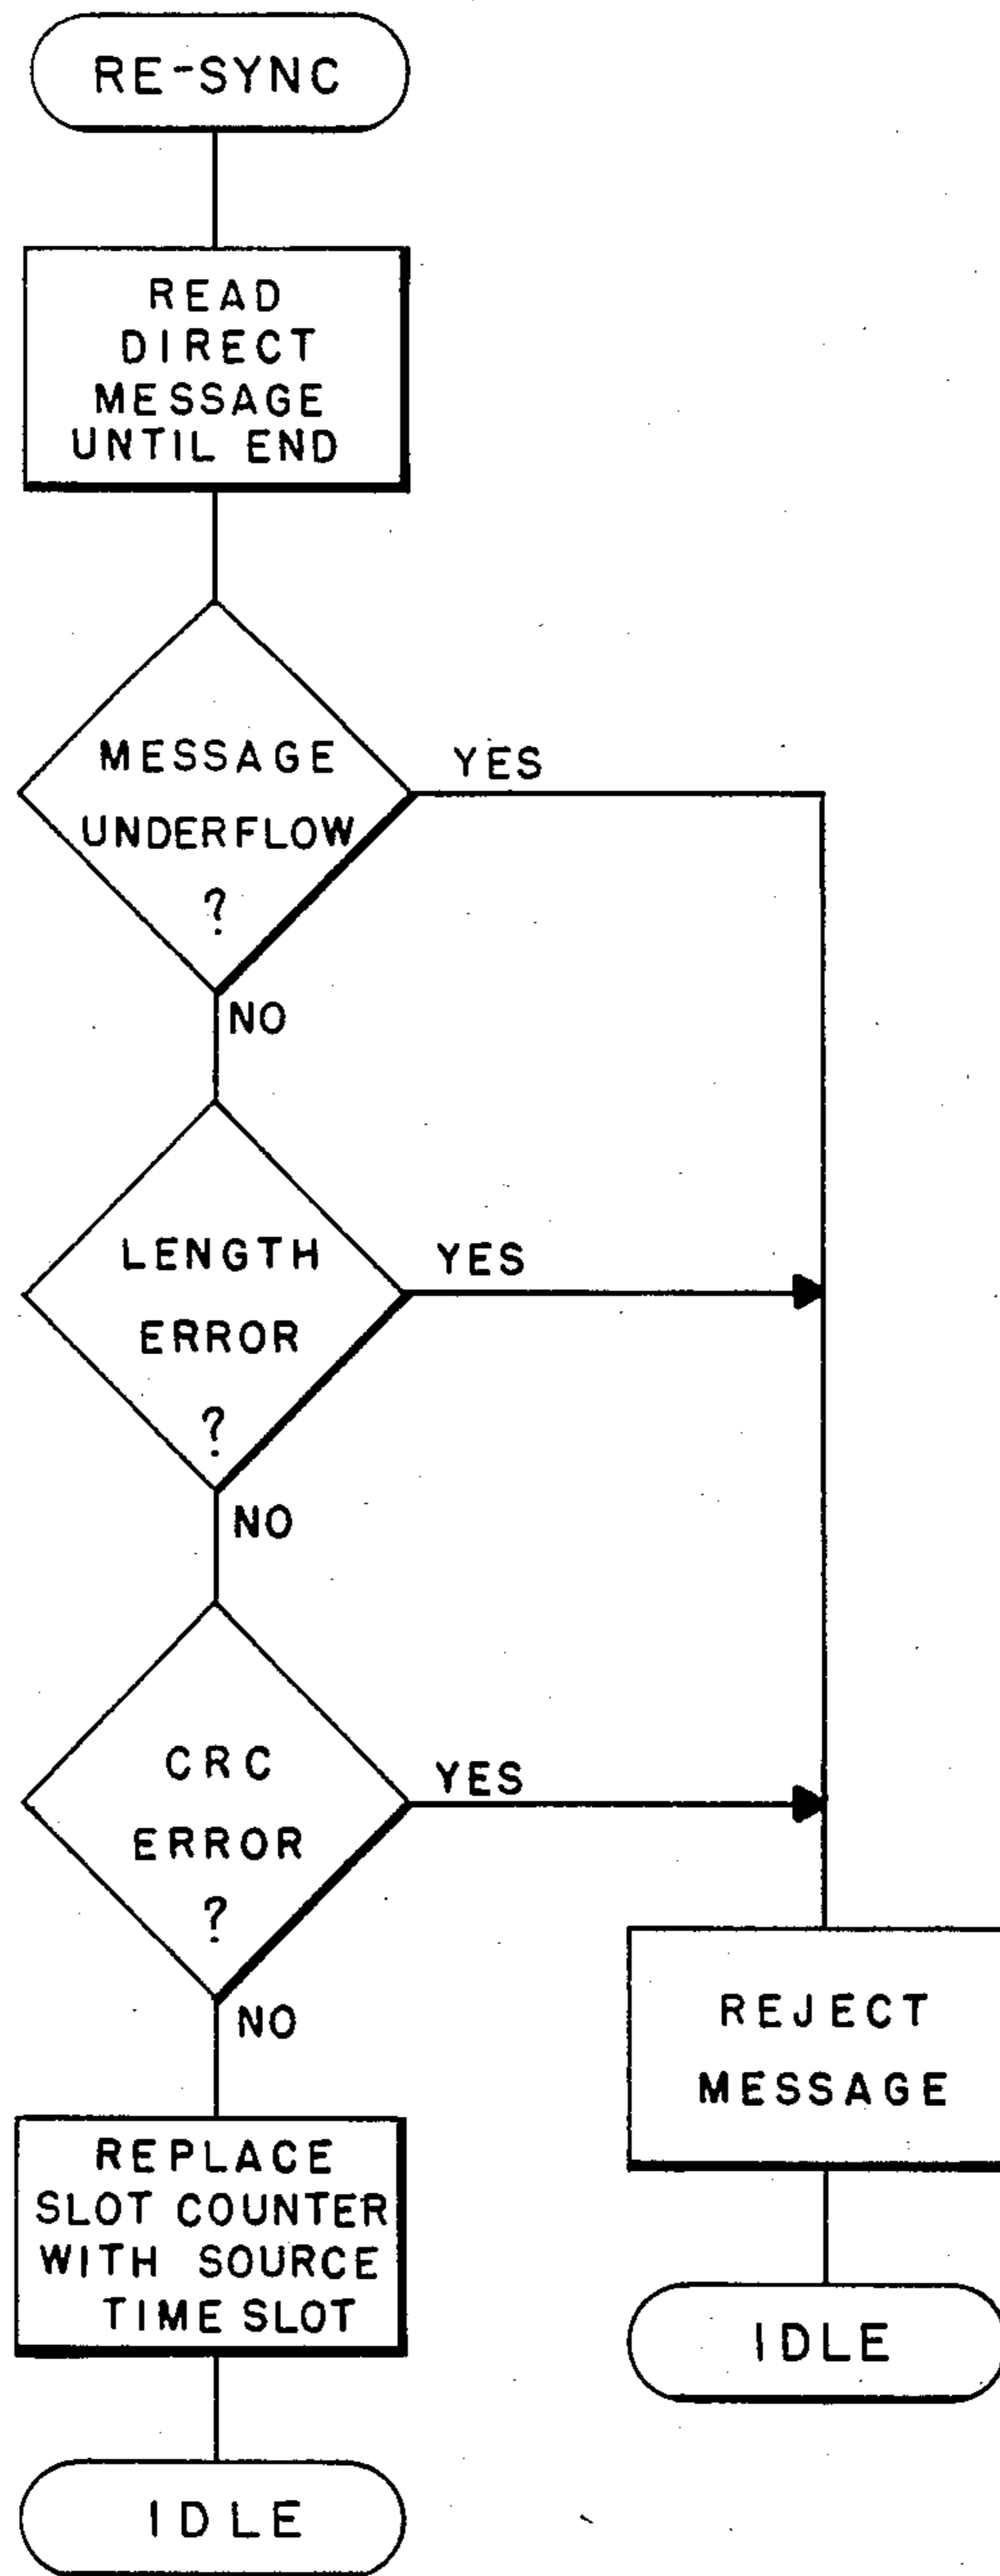 RE-SYNC
READ
DIRECT
MESSAGE
UNTIL END
MESSAGE
UNDERFLOW
?
YES
NO
LENGTH
ERROR
?
YES
NO
CRC
ERROR
?
YES
NO
REPLACE
SLOT COUNTER
WITH SOURCE
TIME SLOT
IDLE
REJECT
MESSAGE
IDLE